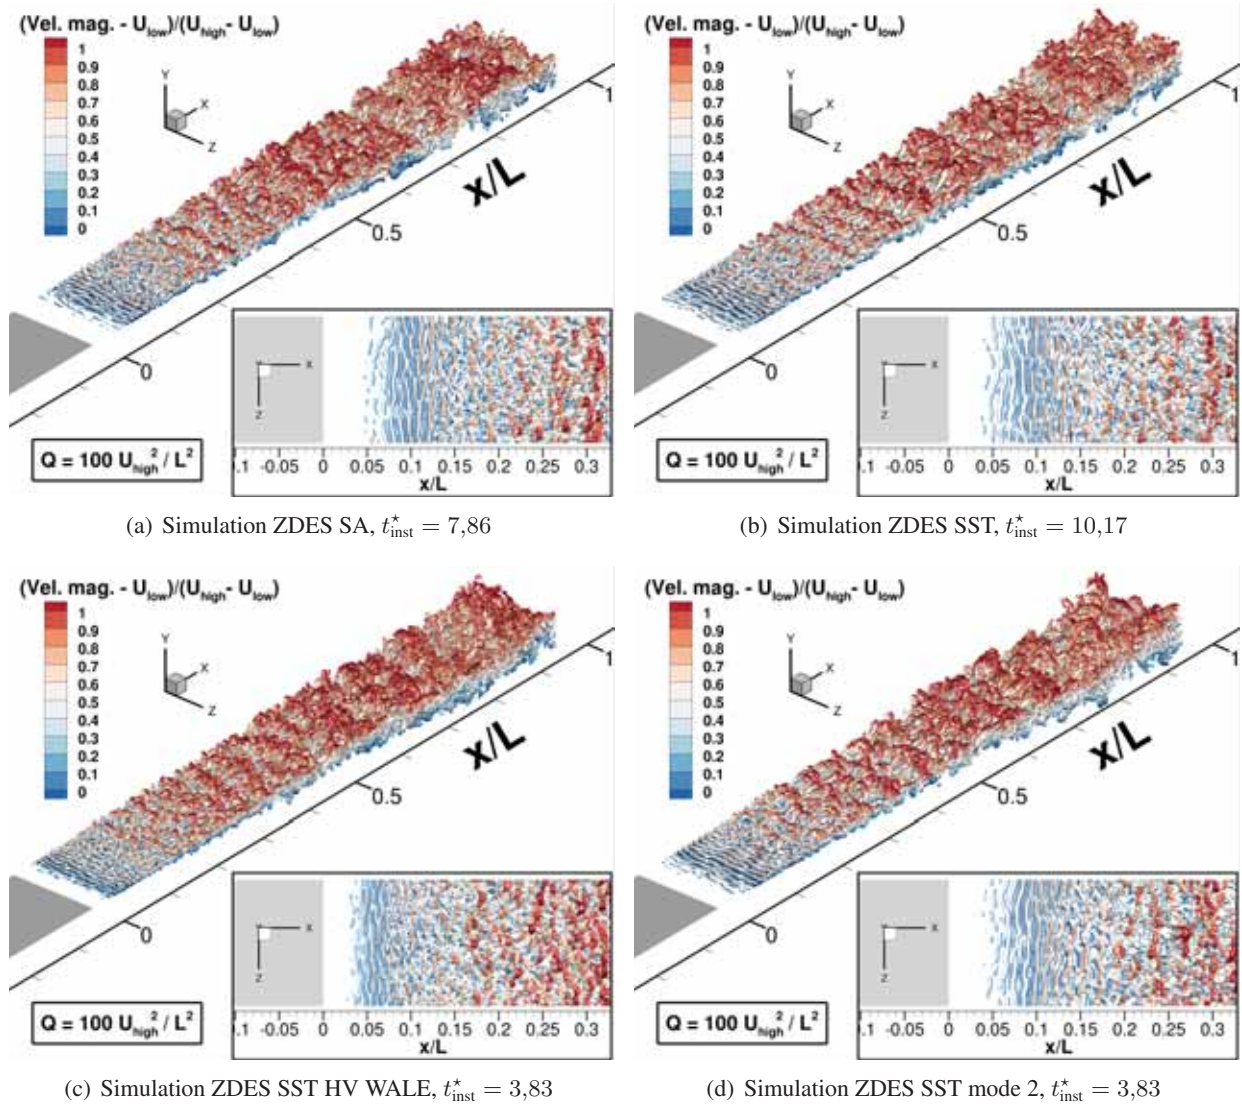 (Vel. mag. - U_low)/(U_high- U_low)
1
0.9
0.8
0.7
0.6
0.5
0.4
0.3
0.2
0.1
0
Y
X
Z
1
x/L
0.5
0
Q = 100 U_high^2 / L^2
X
Z
0.1 -0.05 0 0.05 0.1 0.15 0.2 0.25 0.3
x/L
(a) Simulation ZDES SA, t*_inst = 7,86
(Vel. mag. - U_low)/(U_high- U_low)
1
0.9
0.8
0.7
0.6
0.5
0.4
0.3
0.2
0.1
0
Y
X
Z
1
x/L
0.5
0
Q = 100 U_high^2 / L^2
X
Z
0.1 -0.05 0 0.05 0.1 0.15 0.2 0.25 0.3
x/L
(b) Simulation ZDES SST, t*_inst = 10,17
(Vel. mag. - U_low)/(U_high- U_low)
1
0.9
0.8
0.7
0.6
0.5
0.4
0.3
0.2
0.1
0
Y
X
Z
1
x/L
0.5
0
Q = 100 U_high^2 / L^2
X
Z
0.1 -0.05 0 0.05 0.1 0.15 0.2 0.25 0.3
x/L
(c) Simulation ZDES SST HV WALE, t*_inst = 3,83
(Vel. mag. - U_low)/(U_high- U_low)
1
0.9
0.8
0.7
0.6
0.5
0.4
0.3
0.2
0.1
0
Y
X
Z
1
x/L
0.5
0
Q = 100 U_high^2 / L^2
X
Z
0.1 -0.05 0 0.05 0.1 0.15 0.2 0.25 0.3
x/L
(d) Simulation ZDES SST mode 2, t*_inst = 3,83